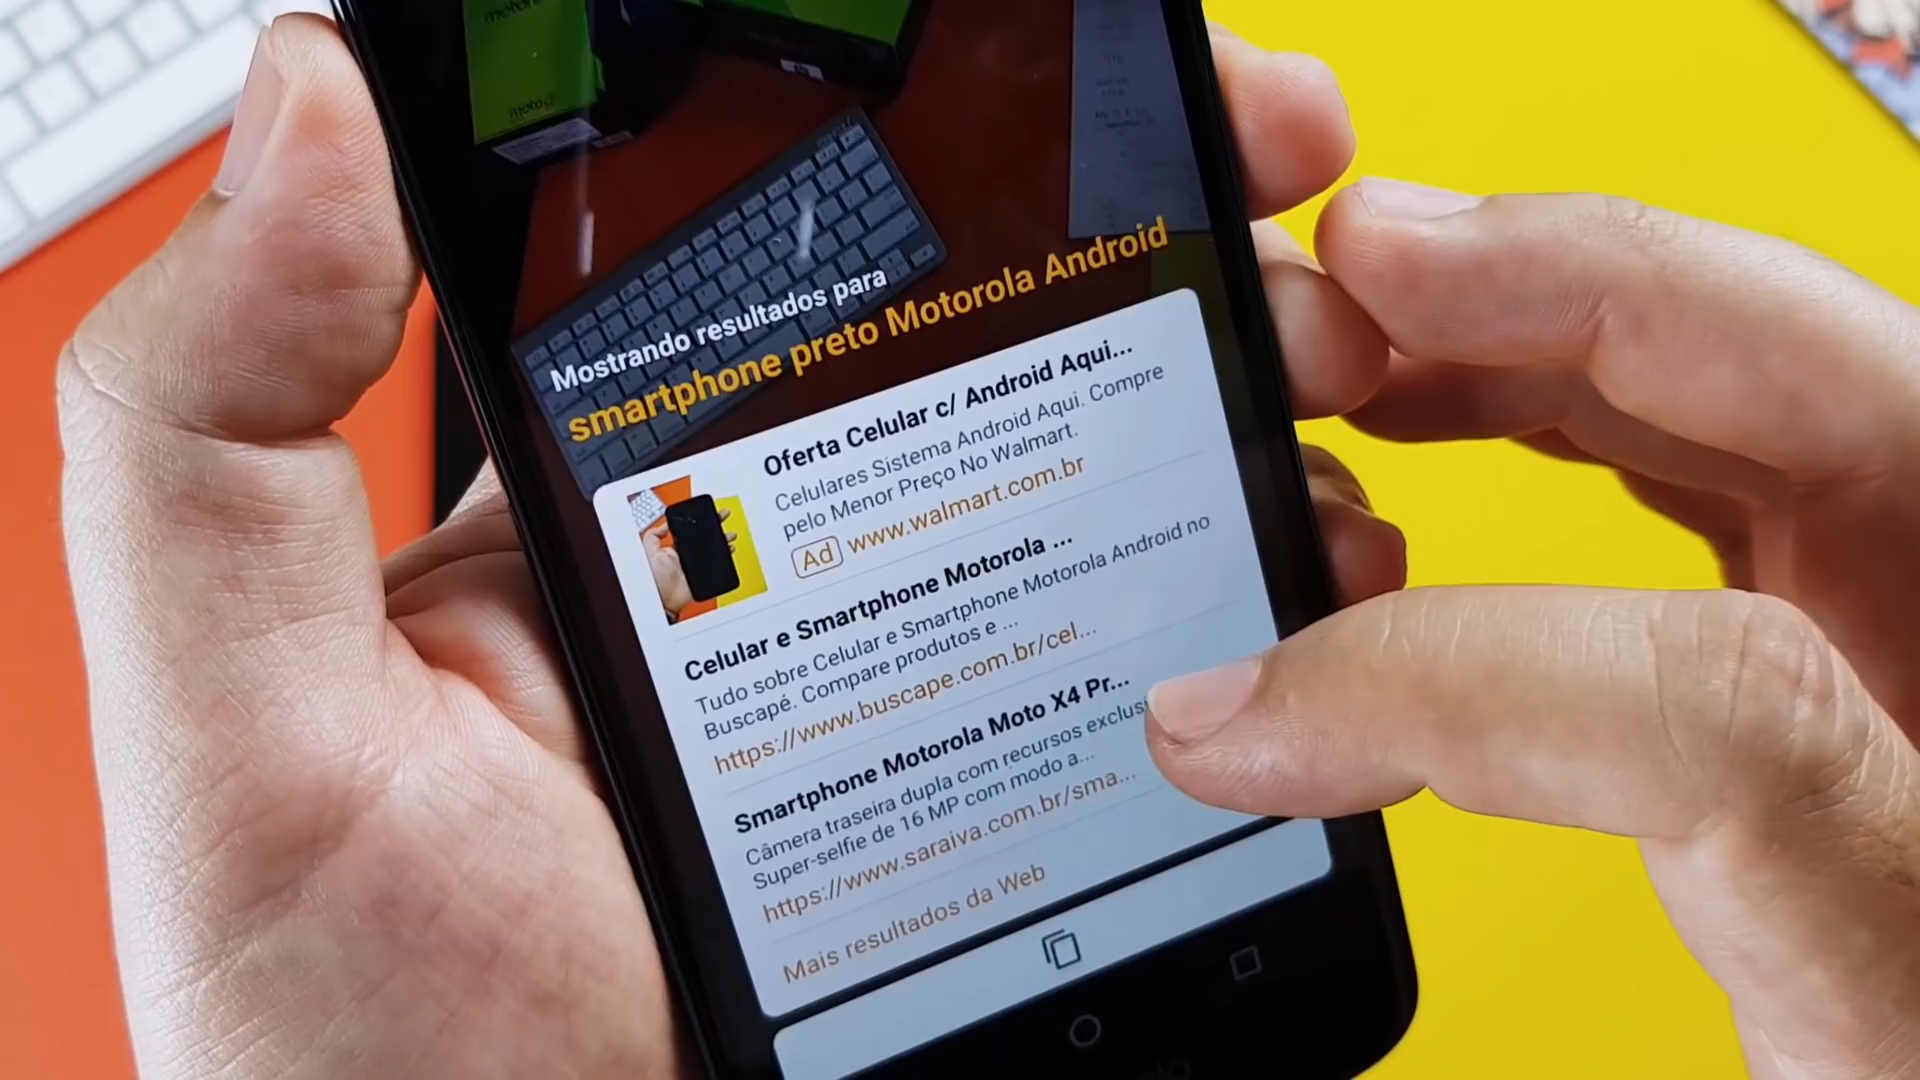 moto g
Mostrando resultados para
smartphone preto Motorola Android
Oferta Celular c/ Android Aqui...
Celulares Sistema Android Aqui. Compre
pelo Menor Preço No Walmart.
Ad www.walmart.com.br
Celular e Smartphone Motorola ...
Tudo sobre Celular e Smartphone Motorola Android no
Buscapé. Compare produtos e ...
https://www.buscape.com.br/cel...
Smartphone Motorola Moto X4 Pr...
Câmera traseira dupla com recursos
Super-selfie de 16 MP com modo a...
https://www.saraiva.com.br/sma...
Mais resultados da Web